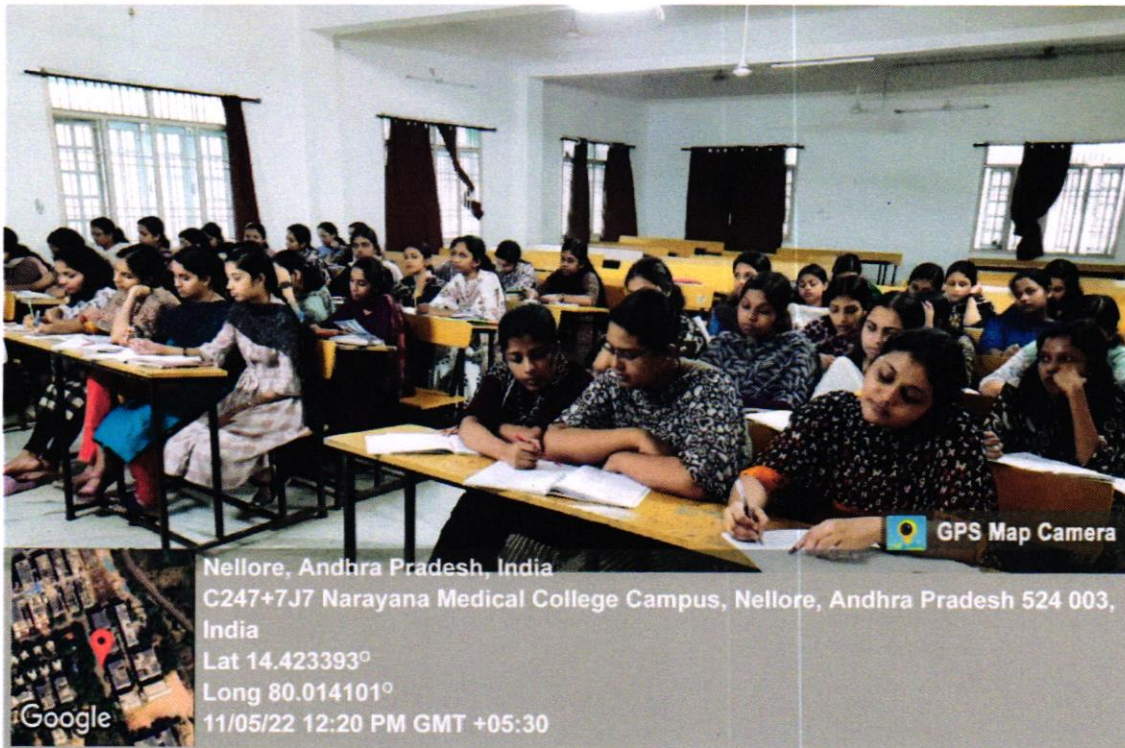 GPS Map Camera
Nellore, Andhra Pradesh, India
C247+7J7 Narayana Medical College Campus, Nellore, Andhra Pradesh 524 003,
India
Lat 14.423393°
Long 80.014101°
11/05/22 12:20 PM GMT +05:30
Google